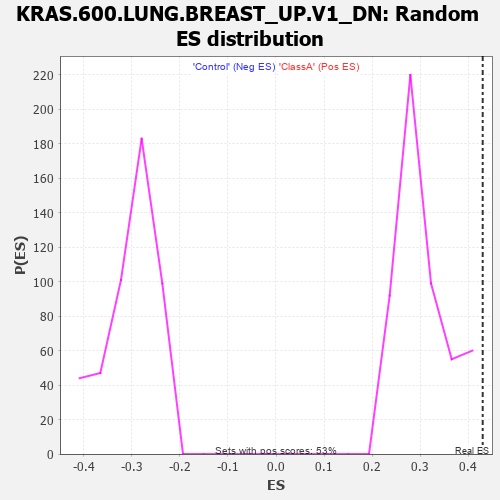 KRAS.600.LUNG.BREAST_UP.V1_DN: Random
ES distribution
'Control' (Neg ES) 'ClassA' (Pos ES)
220
200
180
160
140
120
100
80
60
40
20
0
P(ES)
Sets with pos scores: 53%
Real ES
-0.4 -0.3 -0.2 -0.1 0.0 0.1 0.2 0.3 0.4
ES